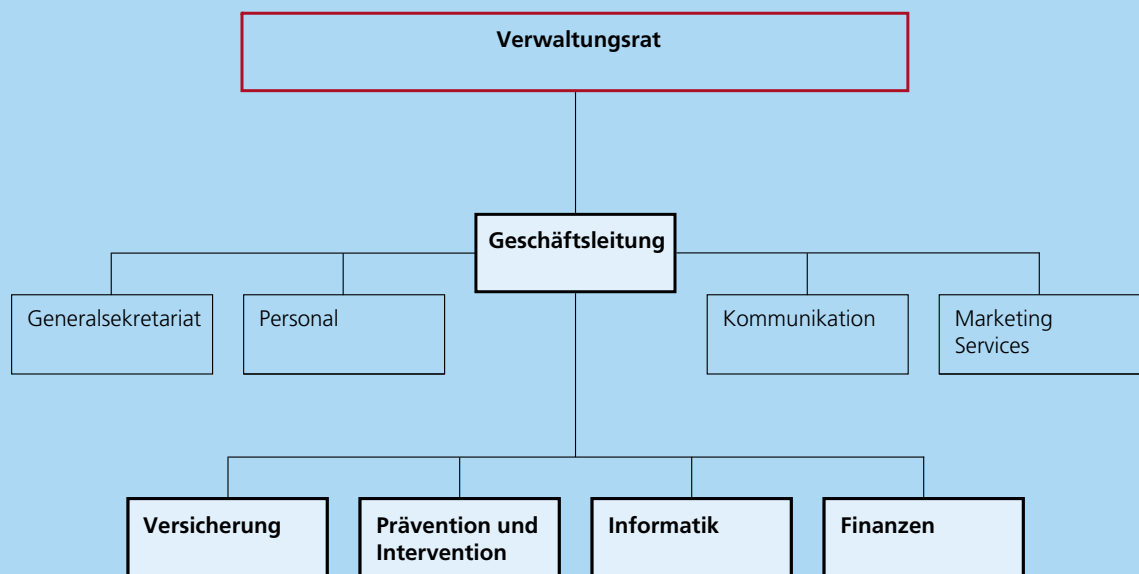 Verwaltungsrat
Geschäftsleitung
Generalsekretariat
Personal
Kommunikation
Marketing
Services
Versicherung
Prävention und
Intervention
Informatik
Finanzen